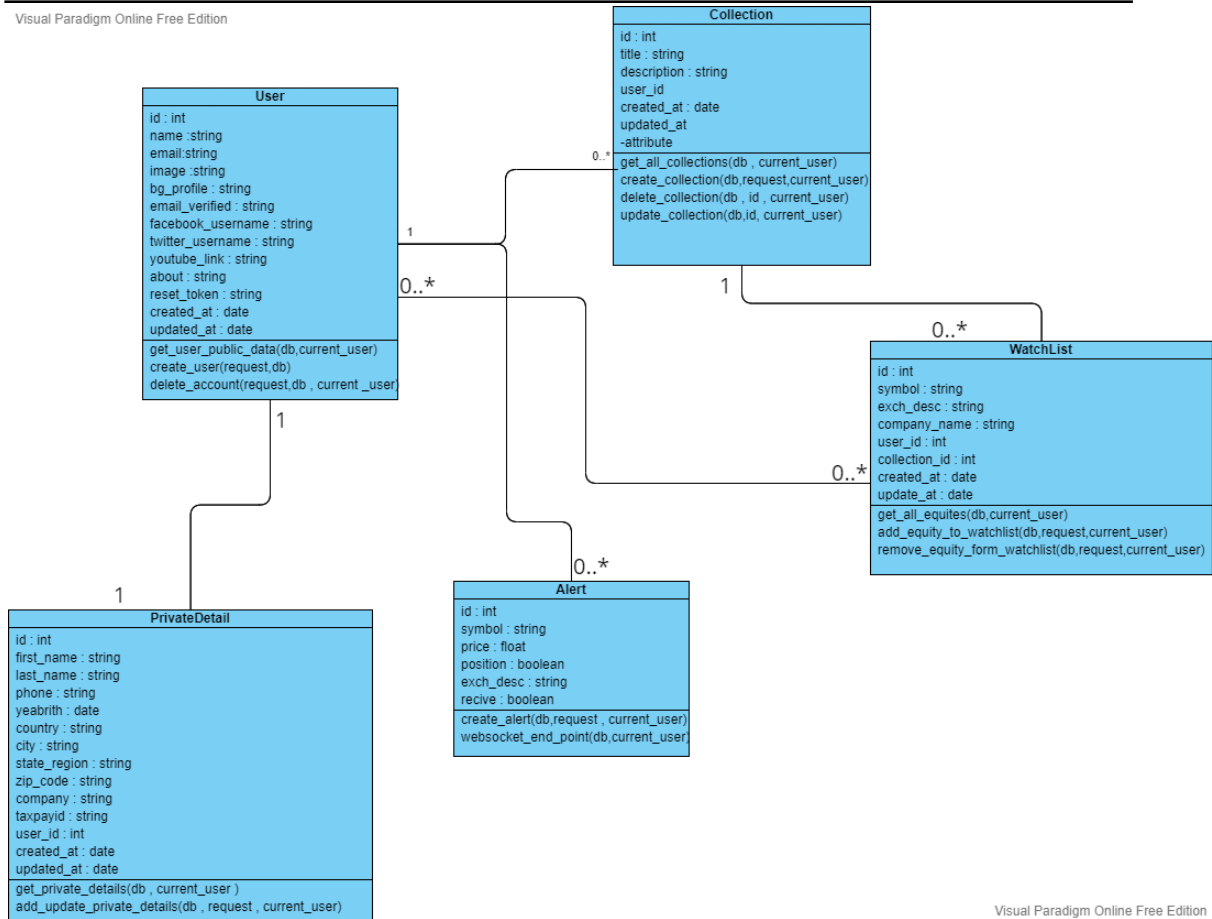 Visual Paradigm Online Free Edition
Collection
id : int
title : string
description : string
user_id
created_at : date
updated_at
-attribute
get_all_collections(db , current_user)
create_collection(db,request,current_user)
delete_collection(db , id , current_user)
update_collection(db,id, current_user)
User
id : int
name :string
email:string
image :string
bg_profile : string
email_verified : string
facebook_username : string
twitter_username : string
youtube_link : string
about : string
reset_token : string
created_at : date
updated_at : date
get_user_public_data(db,current_user)
create_user(request,db)
delete_account(request,db , current _user)
0..*
1
0..*
1
0..*
1
0..*
WatchList
id : int
symbol : string
exch_desc : string
company_name : string
user_id : int
collection_id : int
created_at : date
update_at : date
get_all_equites(db,current_user)
add_equity_to_watchlist(db,request,current_user)
remove_equity_form_watchlist(db,request,current_user)
0..*
Alert
id : int
symbol : string
price : float
position : boolean
exch_desc : string
recive : boolean
create_alert(db,request , current_user)
websocket_end_point(db,current_user)
1
PrivateDetail
id : int
first_name : string
last_name : string
phone : string
yeabrith : date
country : string
city : string
state_region : string
zip_code : string
company : string
taxpayid : string
user_id : int
created_at : date
updated_at : date
get_private_details(db , current_user )
add_update_private_details(db , request , current_user)
Visual Paradigm Online Free Edition